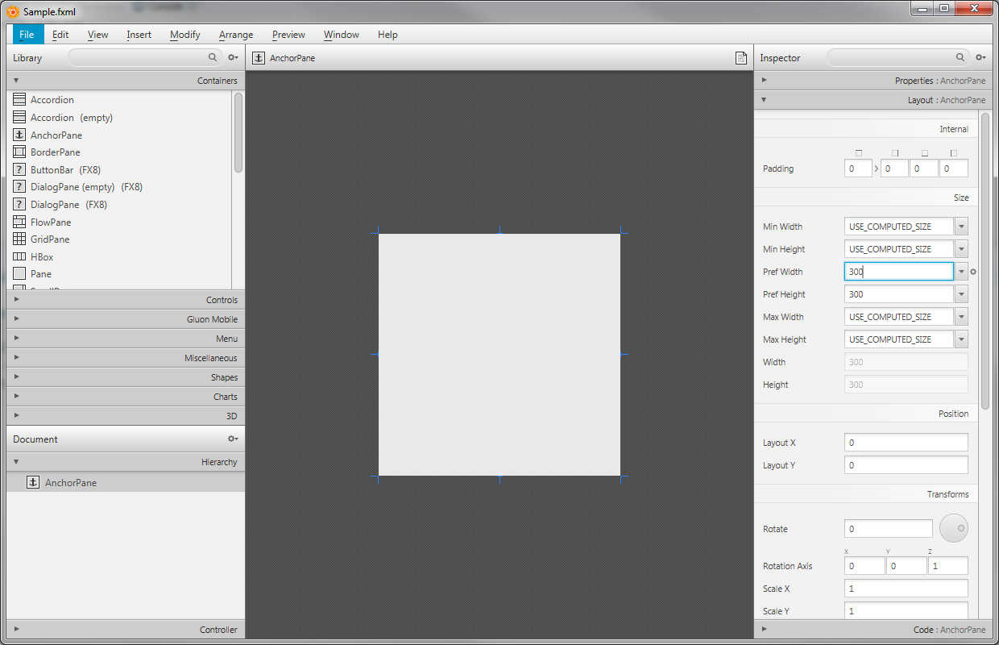 Sample.fxml
File Edit View Insert Modify Arrange Preview Window Help
Library
Containers
Accordion
Accordion (empty)
AnchorPane
BorderPane
ButtonBar (FX8)
DialogPane (empty) (FX8)
DialogPane (FX8)
FlowPane
GridPane
HBox
Pane
Controls
Gluon Mobile
Menu
Miscellaneous
Shapes
Charts
3D
Document
Hierarchy
AnchorPane
Controller
AnchorPane
Inspector
Properties : AnchorPane
Layout : AnchorPane
Internal
Padding 0 0 0 0
Size
Min Width USE_COMPUTED_SIZE
Min Height USE_COMPUTED_SIZE
Pref Width 300
Pref Height 300
Max Width USE_COMPUTED_SIZE
Max Height USE_COMPUTED_SIZE
Width 300
Height 300
Position
Layout X 0
Layout Y 0
Transforms
Rotate 0
X Y Z
Rotation Axis 0 0 1
Scale X 1
Scale Y 1
Code : AnchorPane